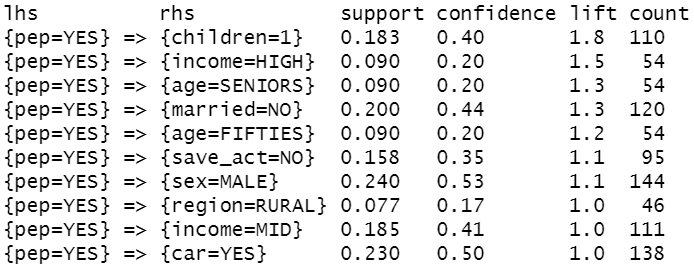 lhs rhs support confidence lift count
{pep=YES} => {children=1} 0.183 0.40 1.8 110
{pep=YES} => {income=HIGH} 0.090 0.20 1.5 54
{pep=YES} => {age=SENIORS} 0.090 0.20 1.3 54
{pep=YES} => {married=NO} 0.200 0.44 1.3 120
{pep=YES} => {age=FIFTIES} 0.090 0.20 1.2 54
{pep=YES} => {save_act=NO} 0.158 0.35 1.1 95
{pep=YES} => {sex=MALE} 0.240 0.53 1.1 144
{pep=YES} => {region=RURAL} 0.077 0.17 1.0 46
{pep=YES} => {income=MID} 0.185 0.41 1.0 111
{pep=YES} => {car=YES} 0.230 0.50 1.0 138